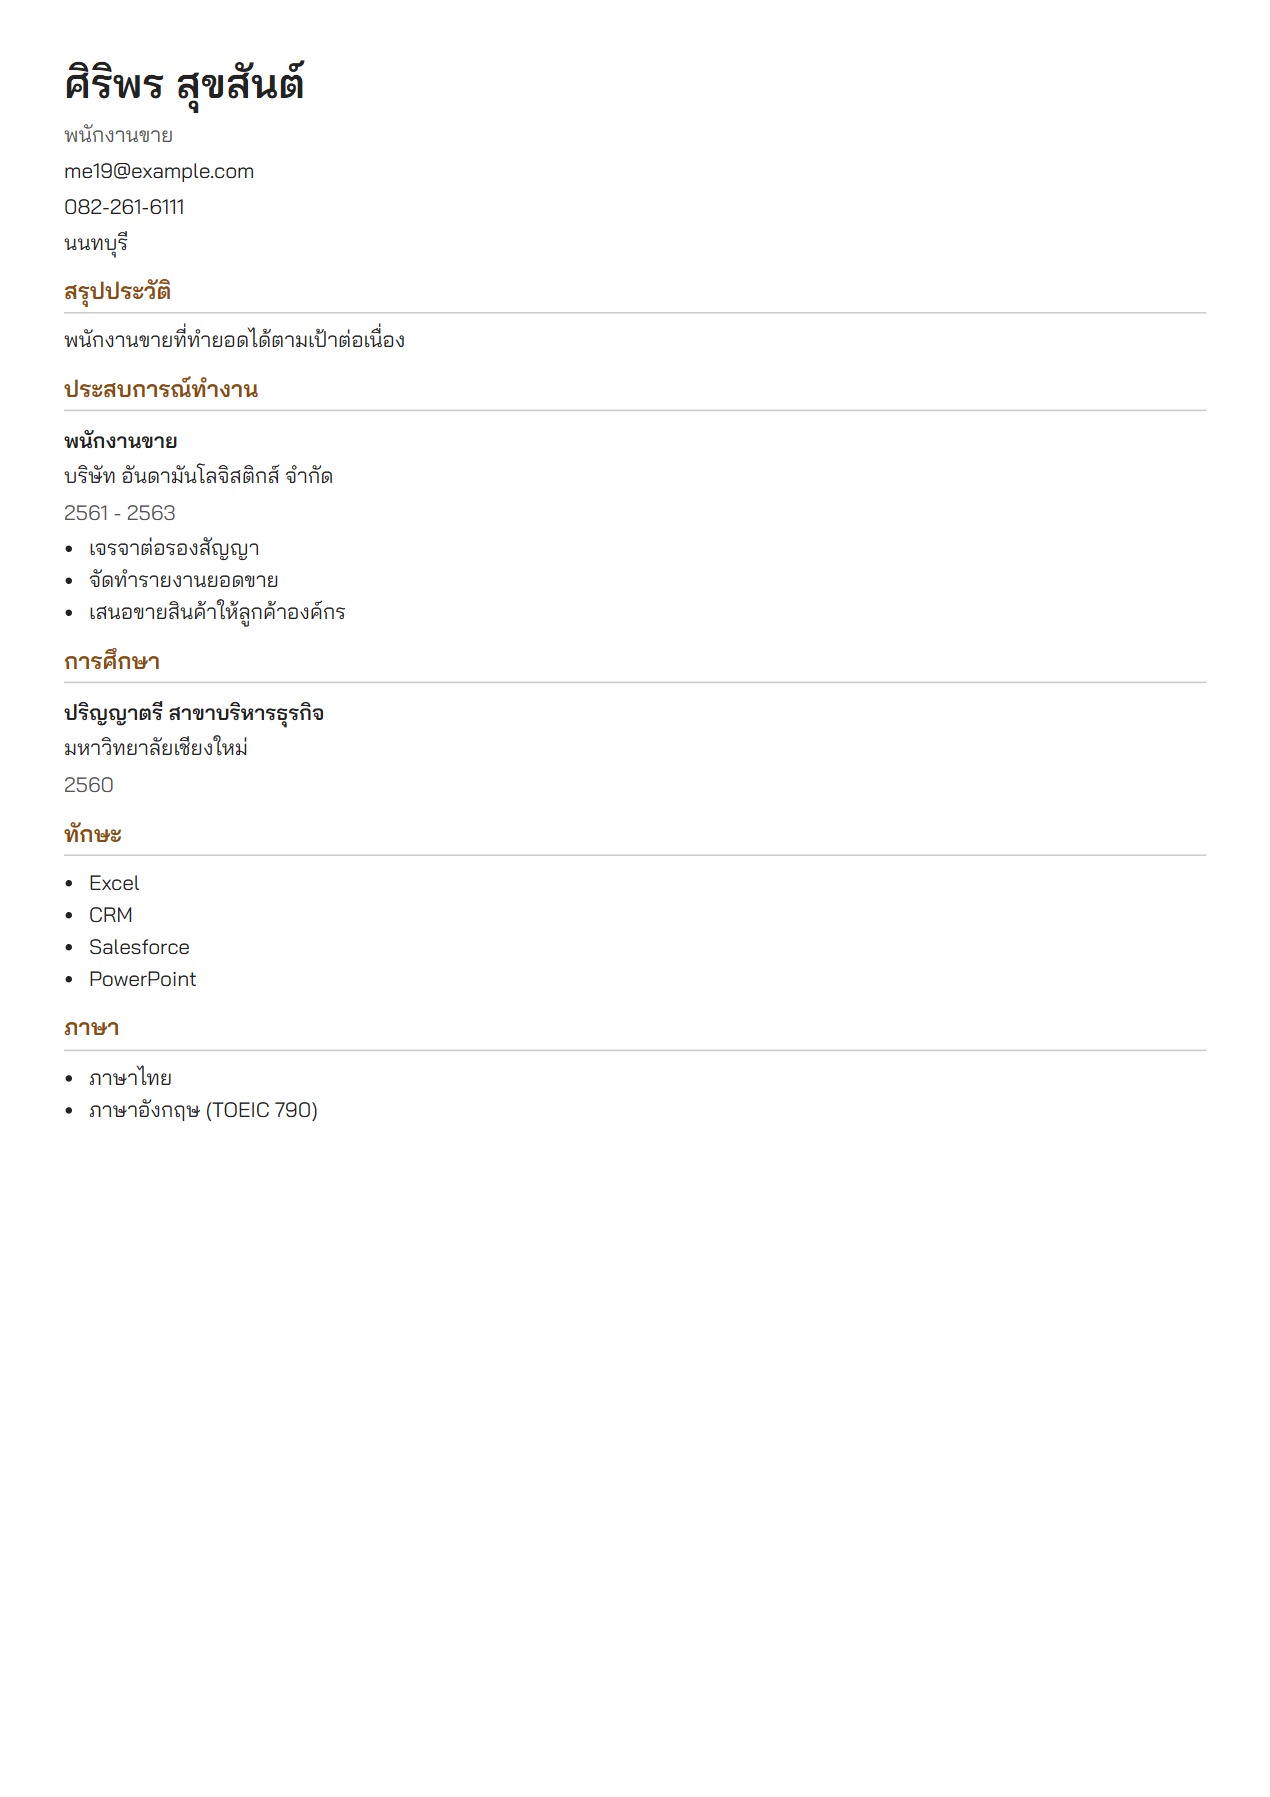 ศิริพร สุขสันต์
พนักงานขาย
me19@example.com
082-261-6111
นนทบุรี
สรุปประวัติ
พนักงานขายที่ทำยอดได้ตามเป้าต่อเนื่อง
ประสบการณ์ทำงาน
พนักงานขาย
บริษัท อันดามันโลจิสติกส์ จำกัด
2561 - 2563
• เจรจาต่อรองสัญญา
• จัดทำรายงานยอดขาย
• เสนอขายสินค้าให้ลูกค้าองค์กร
การศึกษา
ปริญญาตรี สาขาบริหารธุรกิจ
มหาวิทยาลัยเชียงใหม่
2560
ทักษะ
• Excel
• CRM
• Salesforce
• PowerPoint
ภาษา
• ภาษาไทย
• ภาษาอังกฤษ (TOEIC 790)